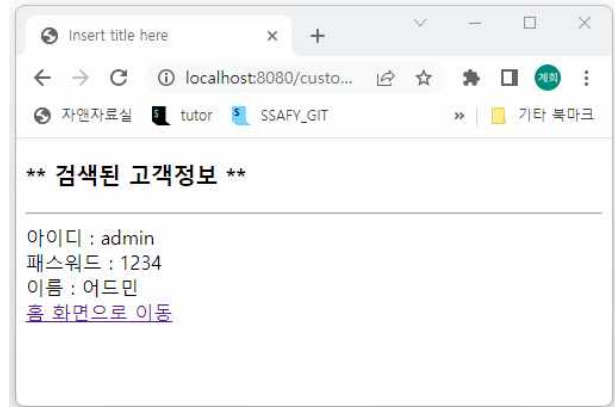 Insert title here
localhost:8080/custo...
계희
자앤자료실 tutor SSAFY_GIT » 기타 북마크
** 검색된 고객정보 **
아이디 : admin
패스워드 : 1234
이름 : 어드민
홈 화면으로 이동